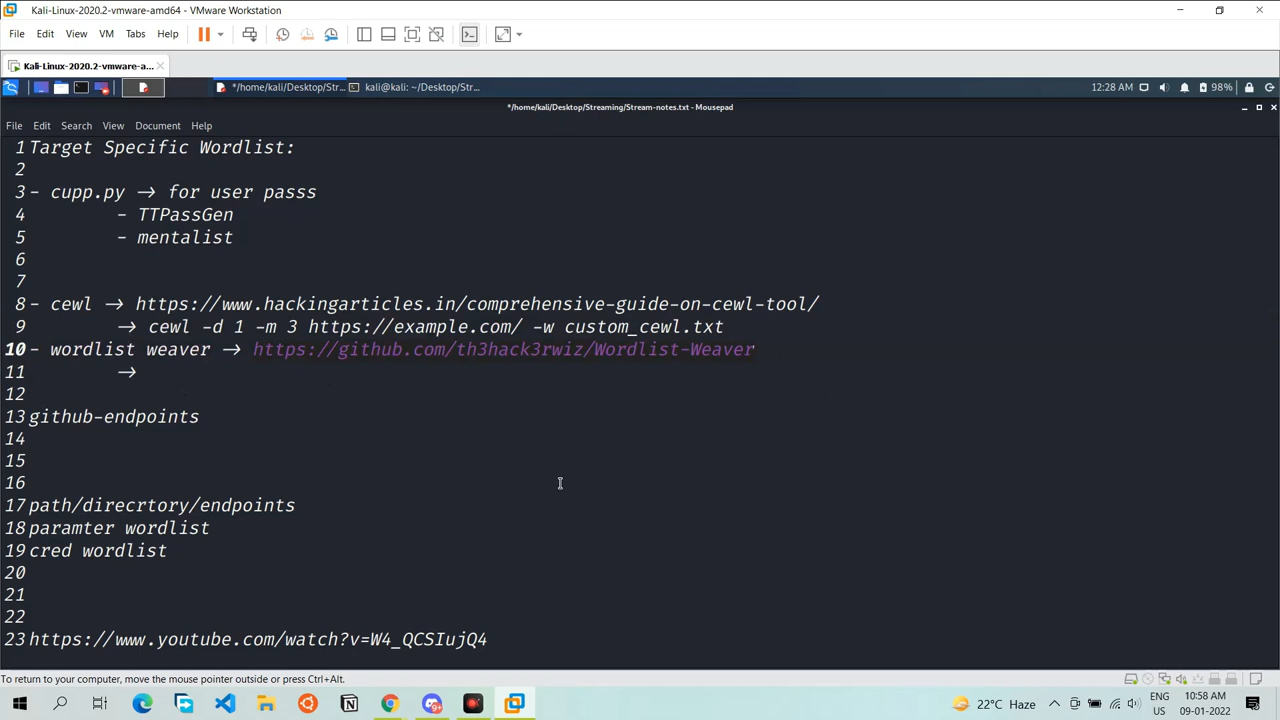 Kali-Linux-2020.2-vmware-amd64 - VMware Workstation
File Edit View VM Tabs Help
Kali-Linux-2020.2-vmware-a...
*/home/kali/Desktop/Str... kali@kali: ~/Desktop/Str... 12:28 AM 98%
*/home/kali/Desktop/Streaming/Stream-notes.txt - Mousepad
File Edit Search View Document Help
1 Target Specific Wordlist:
2
3 - cupp.py -> for user passs
4 - TTPassGen
5 - mentalist
6
7
8 - cewl -> https://www.hackingarticles.in/comprehensive-guide-on-cewl-tool/
9 -> cewl -d 1 -m 3 https://example.com/ -w custom_cewl.txt
10 - wordlist weaver -> https://github.com/th3hack3rwiz/Wordlist-Weaver
11 ->
12
13 github-endpoints
14
15
16
17 path/direcrtory/endpoints
18 paramter wordlist
19 cred wordlist
20
21
22
23 https://www.youtube.com/watch?v=W4_QCSIujQ4
To return to your computer, move the mouse pointer outside or press Ctrl+Alt.
22°C Haze ENG US 10:58 AM 09-01-2022